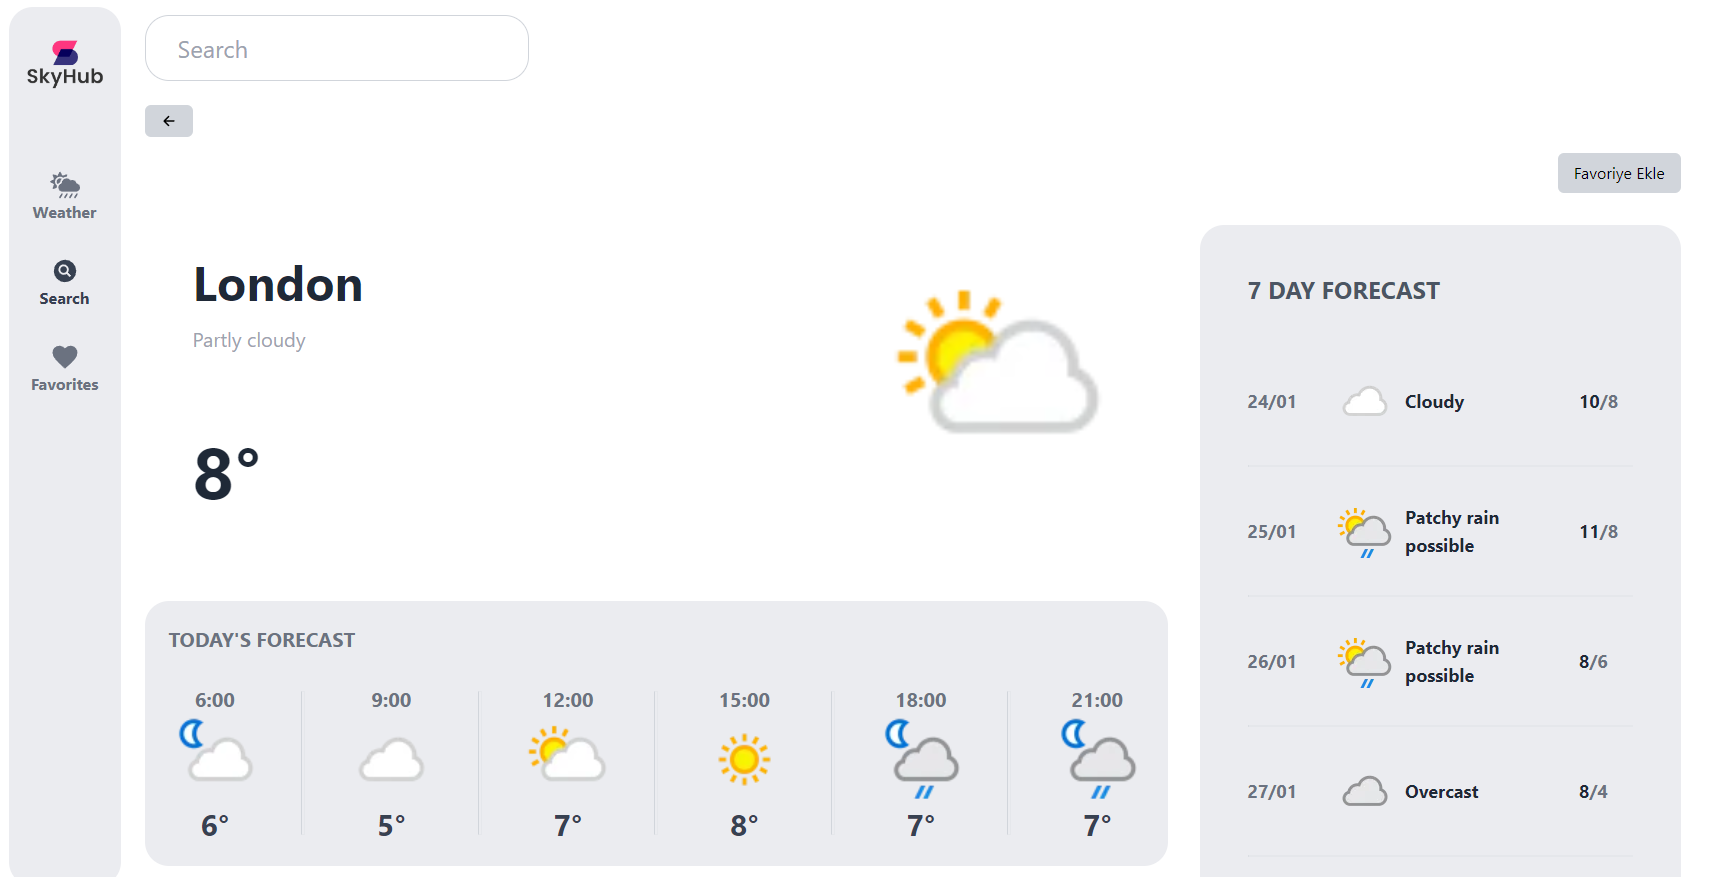 SkyHub
Weather
Search
Favorites
Search
Favoriye Ekle
London
Partly cloudy
8°
TODAY'S FORECAST
6:00 9:00 12:00 15:00 18:00 21:00
6° 5° 7° 8° 7° 7°
7 DAY FORECAST
24/01 Cloudy 10/8
25/01 Patchy rain possible 11/8
26/01 Patchy rain possible 8/6
27/01 Overcast 8/4